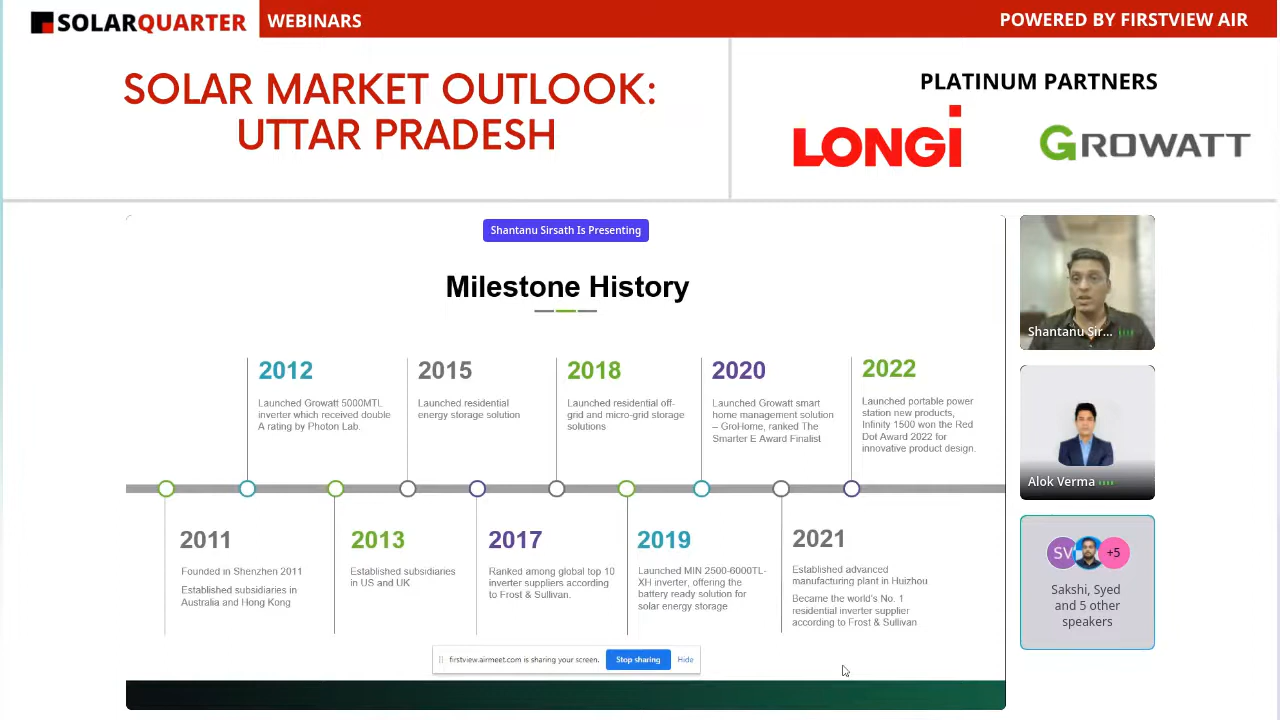 SOLARQUARTER WEBINARS
POWERED BY FIRSTVIEW AIR
SOLAR MARKET OUTLOOK:
UTTAR PRADESH
PLATINUM PARTNERS
LONGi
GROWATT
Shantanu Sirsath Is Presenting
Milestone History
2012
Launched Growatt 5000MTL
inverter which received double
A rating by Photon Lab.
2015
Launched residential
energy storage solution
2018
Launched residential off-
grid and micro-grid storage
solutions
2020
Launched Growatt smart
home management solution
– GroHome, ranked The
Smarter E Award Finalist
2022
Launched portable power
station new products,
Infinity 1500 won the Red
Dot Award 2022 for
innovative product design.
2011
Founded in Shenzhen 2011
Established subsidiaries in
Australia and Hong Kong
2013
Established subsidiaries
in US and UK
2017
Ranked among global top 10
inverter suppliers according
to Frost & Sullivan.
2019
Launched MIN 2500-6000TL-
XH inverter, offering the
battery ready solution for
solar energy storage
2021
Established advanced
manufacturing plant in Huizhou
Became the world's No. 1
residential inverter supplier
according to Frost & Sullivan
firstview.airmeet.com is sharing your screen.
Stop sharing
Hide
Shantanu Sir...
Alok Verma
SV
+5
Sakshi, Syed
and 5 other
speakers